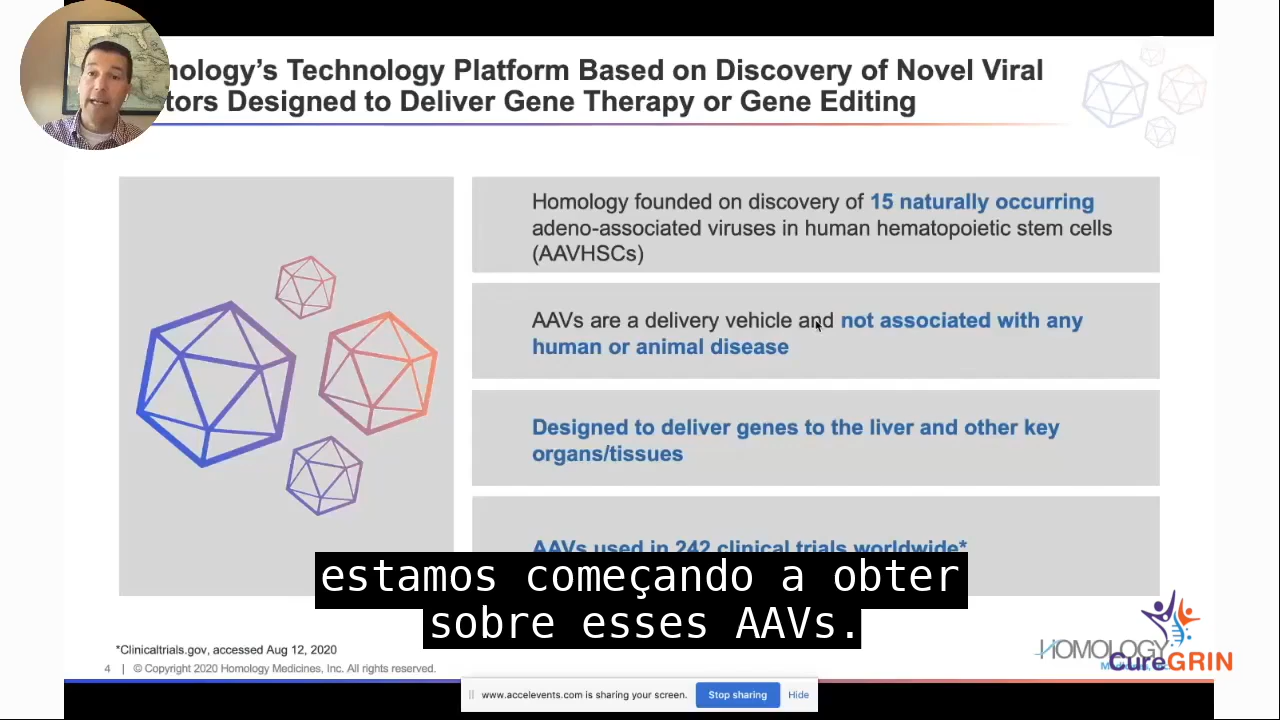 nology's Technology Platform Based on Discovery of Novel Viral
tors Designed to Deliver Gene Therapy or Gene Editing
Homology founded on discovery of 15 naturally occurring
adeno-associated viruses in human hematopoietic stem cells
(AAVHSCs)
AAVs are a delivery vehicle and not associated with any
human or animal disease
Designed to deliver genes to the liver and other key
organs/tissues
AAVs used in 242 clinical trials worldwide*
estamos começando a obter
sobre esses AAVs.
*Clinicaltrials.gov, accessed Aug 12, 2020
HOMOLOGY
CureGRIN
4 | © Copyright 2020 Homology Medicines, Inc. All rights reserved.
www.accelevents.com is sharing your screen. Stop sharing Hide